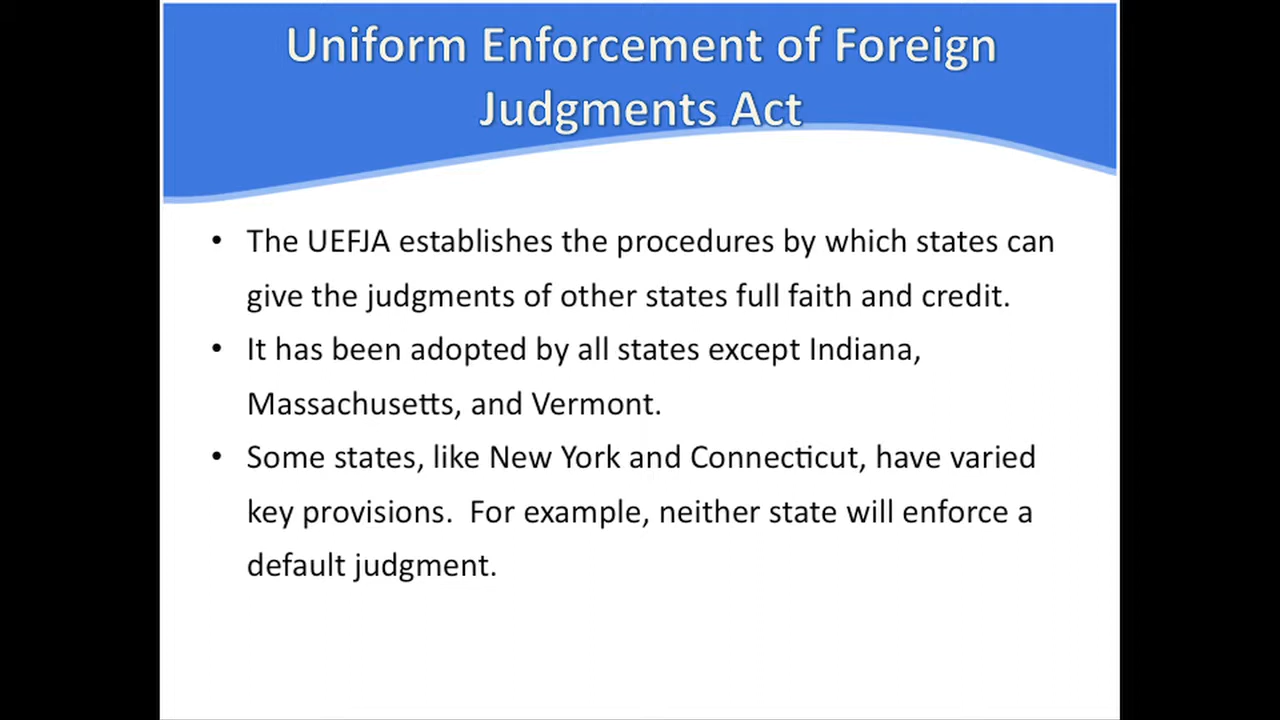 Uniform Enforcement of Foreign
Judgments Act
• The UEFJA establishes the procedures by which states can
give the judgments of other states full faith and credit.
• It has been adopted by all states except Indiana,
Massachusetts, and Vermont.
• Some states, like New York and Connecticut, have varied
key provisions.  For example, neither state will enforce a
default judgment.